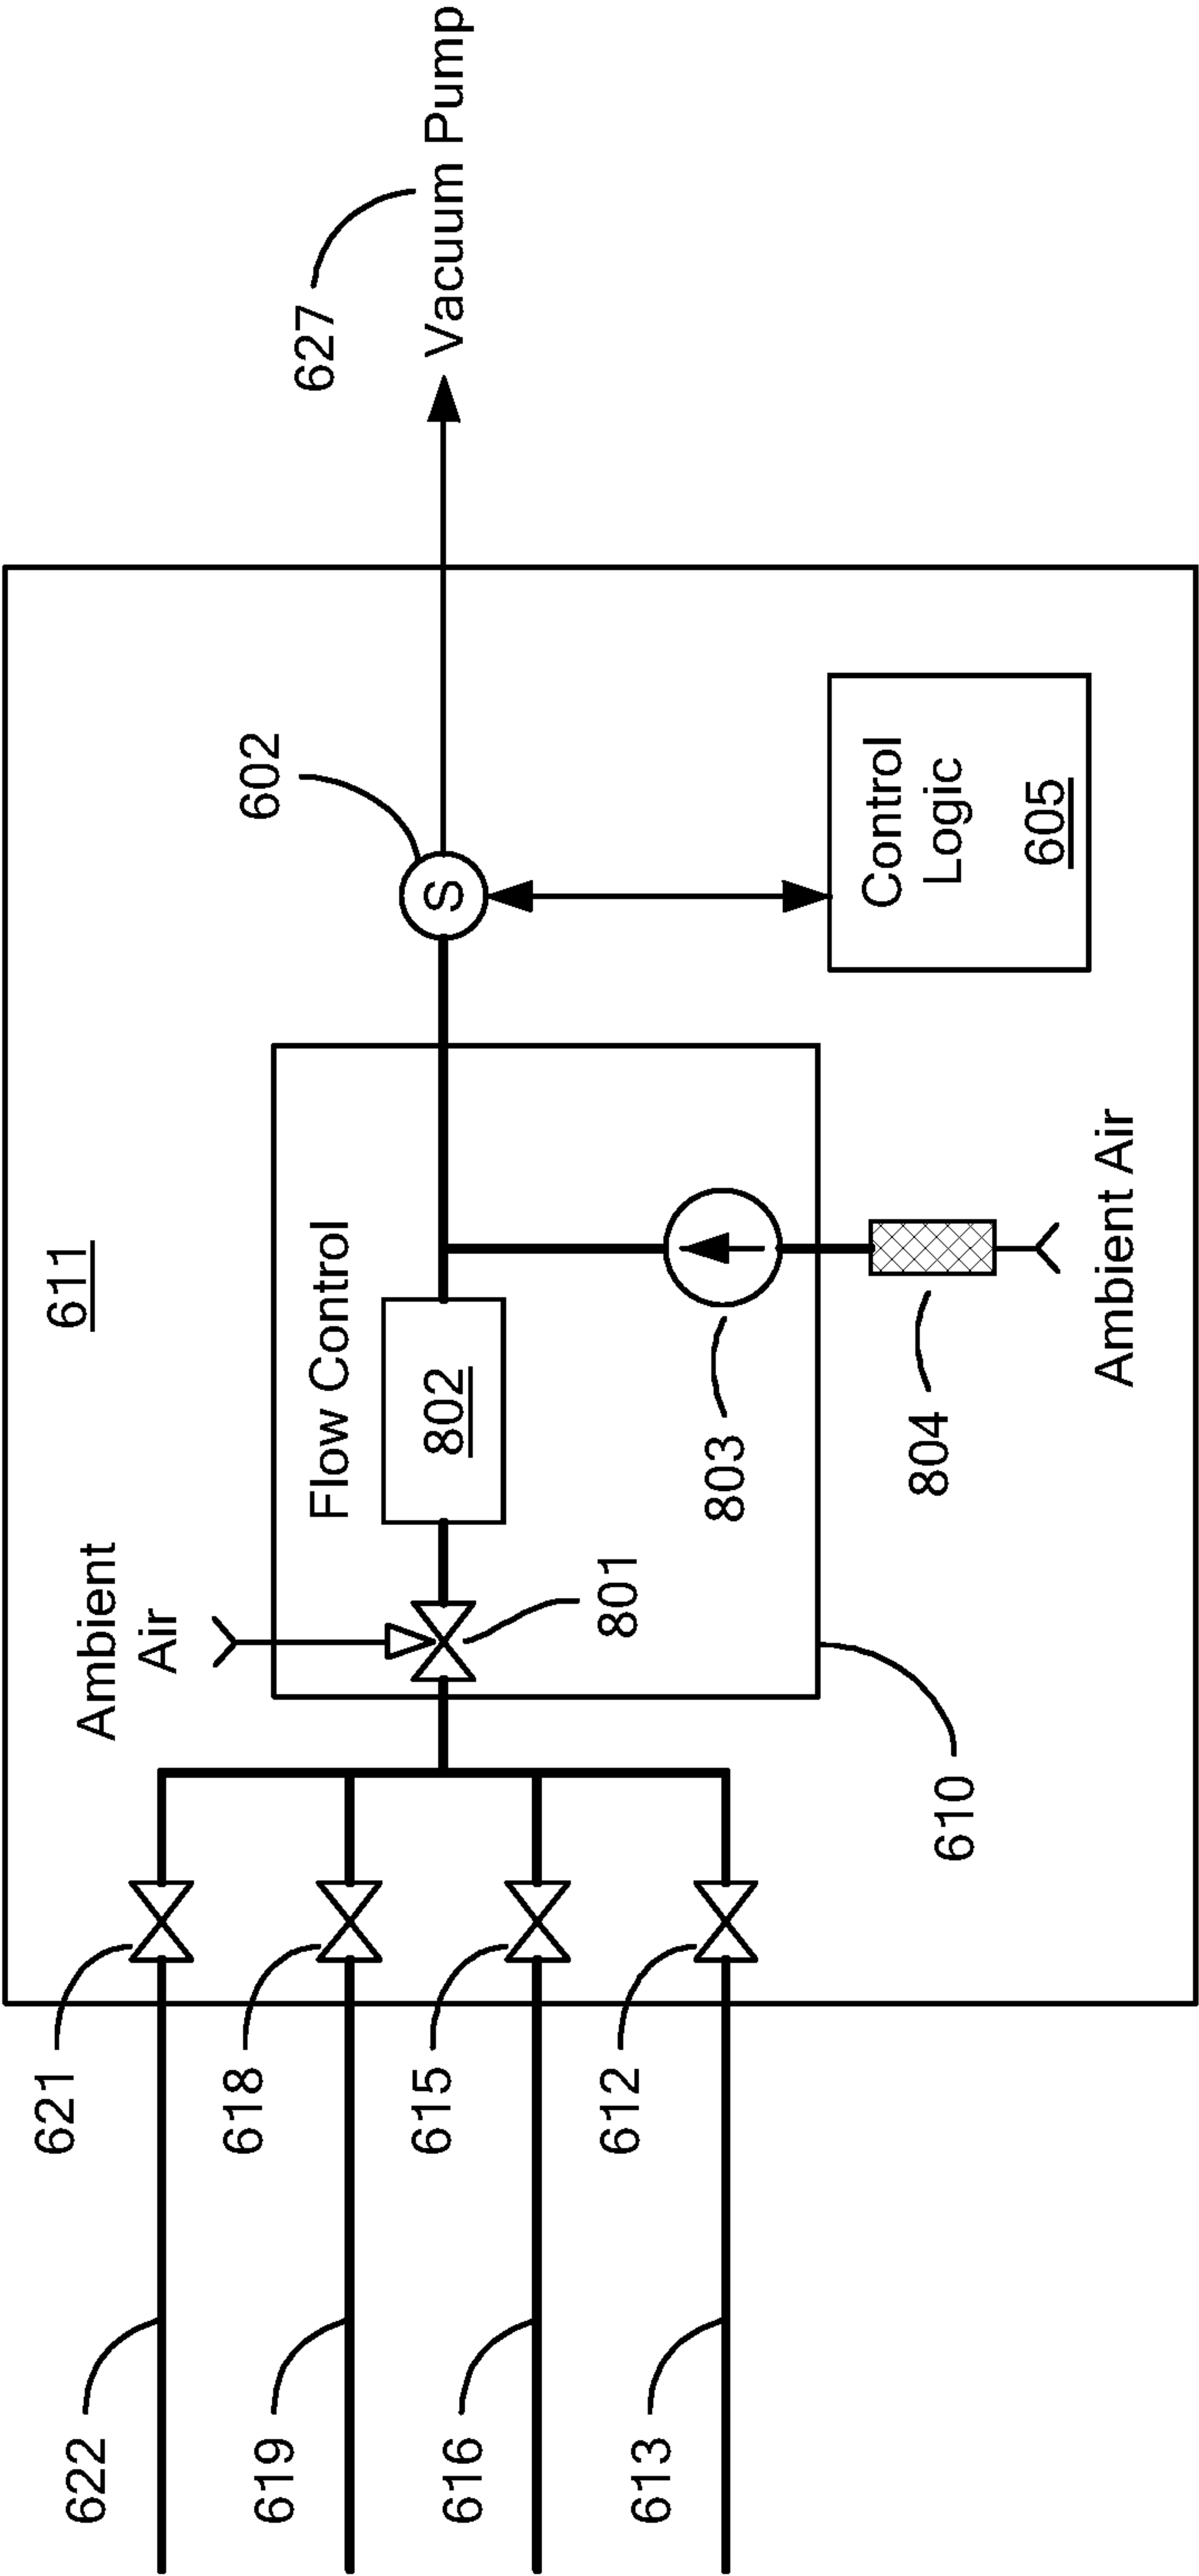 611
Ambient
Air
Flow Control
802
801
803
804
Ambient Air
610
602
Control
Logic
605
627
Vacuum Pump
621
618
615
612
622
619
616
613
S